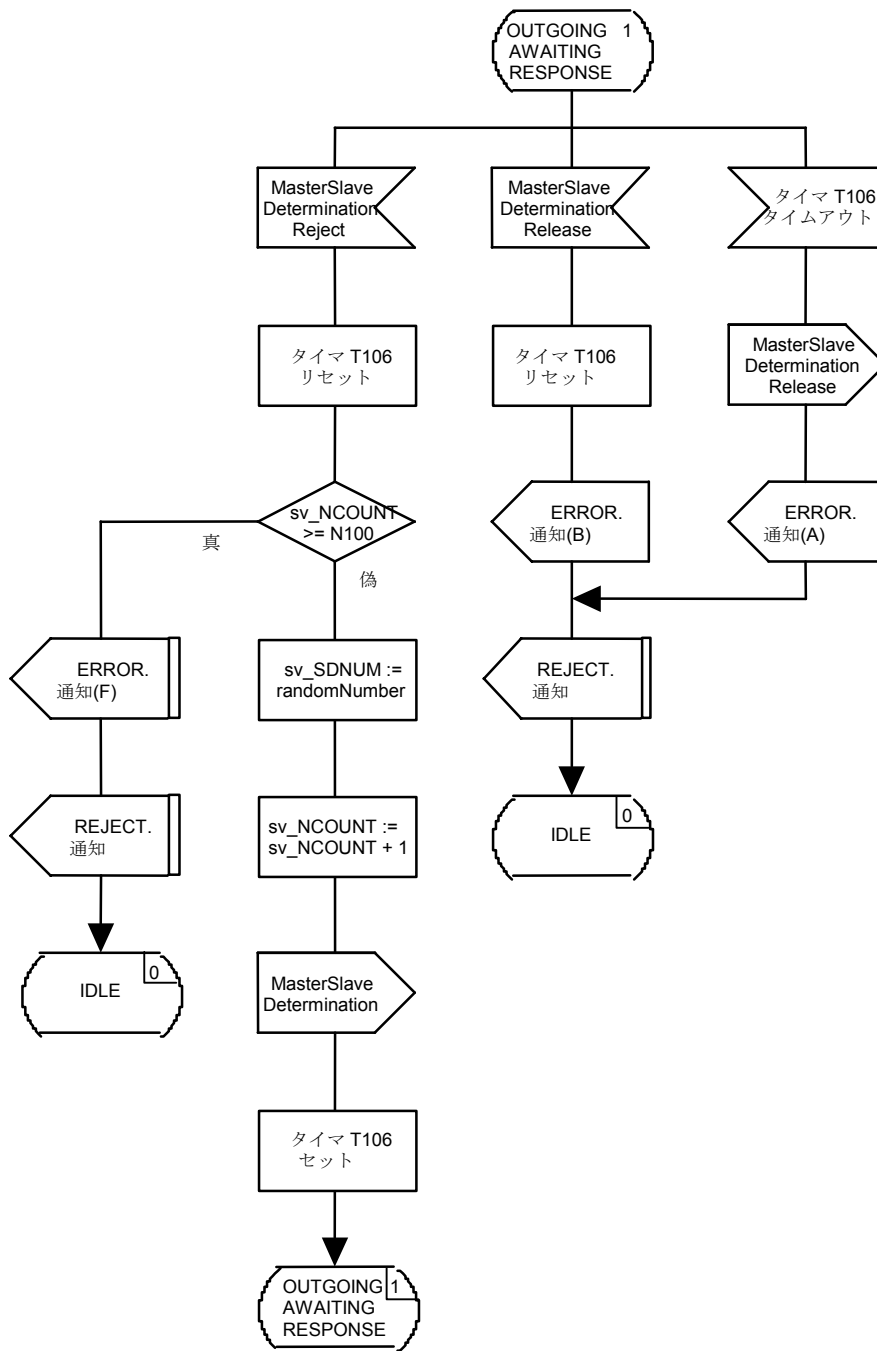 OUTGOING 1
AWAITING
RESPONSE
MasterSlave
Determination
Reject
MasterSlave
Determination
Release
タイマ T106
タイムアウト
タイマ T106
リセット
タイマ T106
リセット
MasterSlave
Determination
Release
sv_NCOUNT
>= N100
真
偽
ERROR.
通知(B)
ERROR.
通知(A)
ERROR.
通知(F)
sv_SDNUM :=
randomNumber
REJECT.
通知
REJECT.
通知
sv_NCOUNT :=
sv_NCOUNT + 1
0
IDLE
0
IDLE
MasterSlave
Determination
タイマ T106
セット
OUTGOING 1
AWAITING
RESPONSE